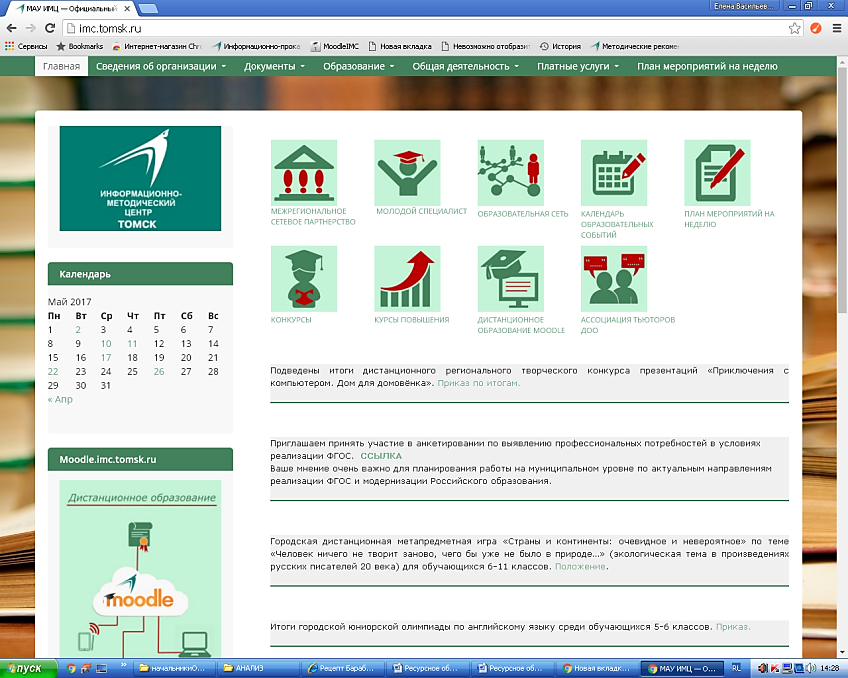 МАУ ИМЦ — Официальный
Елена Васильев...
imc.tomsk.ru
Сервисы
Bookmarks
Интернет-магазин Chr
Информационно-прока
MoodleIMC
Новая вкладка
Невозможно отобразит
История
Методические рекоме
Главная
Сведения об организации
Документы
Образование
Общая деятельность
Платные услуги
План мероприятий на неделю
ИНФОРМАЦИОННО-
МЕТОДИЧЕСКИЙ
ЦЕНТР
ТОМСК
МЕЖРЕГИОНАЛЬНОЕ
СЕТЕВОЕ ПАРТНЕРСТВО
МОЛОДОЙ СПЕЦИАЛИСТ
ОБРАЗОВАТЕЛЬНАЯ СЕТЬ
КАЛЕНДАРЬ
ОБРАЗОВАТЕЛЬНЫХ
СОБЫТИЙ
ПЛАН МЕРОПРИЯТИЙ НА
НЕДЕЛЮ
КОНКУРСЫ
КУРСЫ ПОВЫШЕНИЯ
ДИСТАНЦИОННОЕ
ОБРАЗОВАНИЕ MOODLE
АССОЦИАЦИЯ ТЬЮТОРОВ
ДОО
Календарь
Май 2017
Пн Вт Ср Чт Пт Сб Вс
1 2 3 4 5 6 7
8 9 10 11 12 13 14
15 16 17 18 19 20 21
22 23 24 25 26 27 28
29 30 31
« Апр
Moodle.imc.tomsk.ru
Дистанционное образование
moodle
Подведены итоги дистанционного регионального творческого конкурса презентаций «Приключения с
компьютером. Дом для домовёнка». Приказ по итогам.
Приглашаем принять участие в анкетировании по выявлению профессиональных потребностей в условиях
реализации ФГОС. ССЫЛКА
Ваше мнение очень важно для планирования работы на муниципальном уровне по актуальным направлениям
реализации ФГОС и модернизации Российского образования.
Городская дистанционная метапредметная игра «Страны и континенты: очевидное и невероятное» по теме
«Человек ничего не творит заново, чего бы уже не было в природе...» (экологическая тема в произведениях
русских писателей 20 века) для обучающихся 6-11 классов. Положение.
Итоги городской юниорской олимпиады по английскому языку среди обучающихся 5-6 классов. Приказ.
пуск
»
начальникиО...
АНАЛИЗ
Рецепт Бараб...
Ресурсное об...
Ресурсное об...
Новая вкладк...
МАУ ИМЦ — О...
RL
14:28